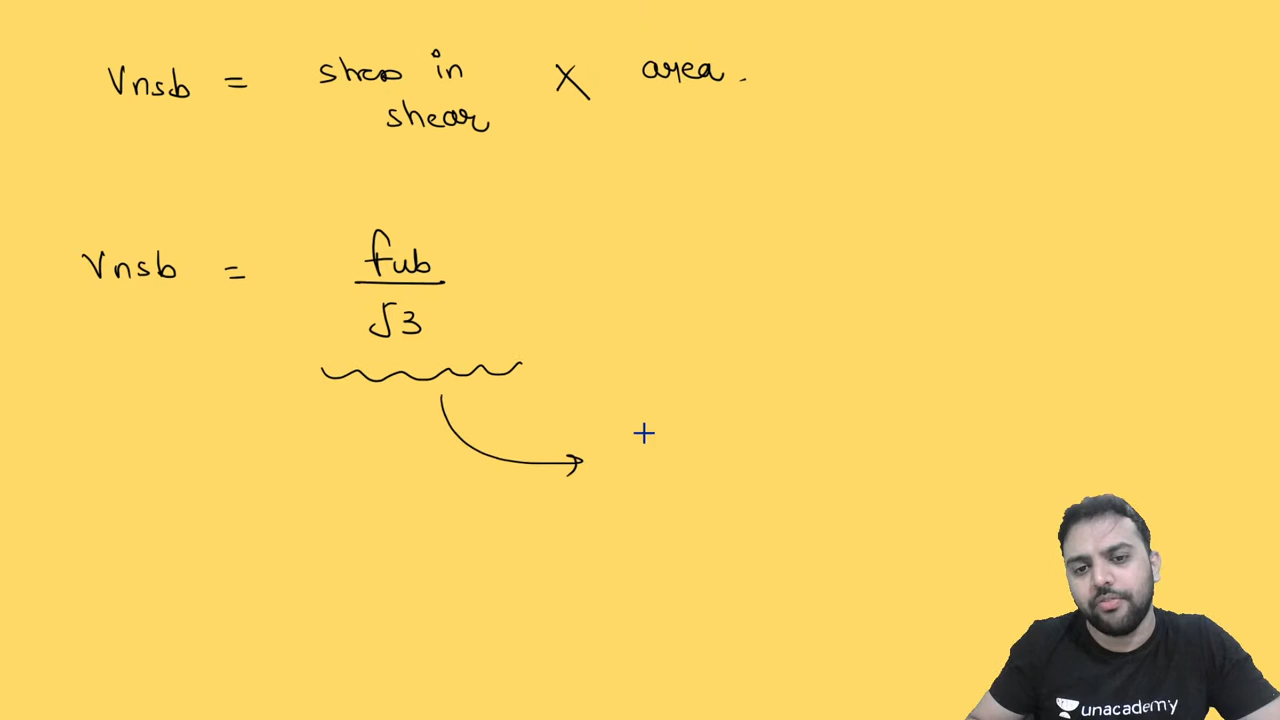 Vnsb = stress in shear X area.
Vnsb = fub
√3
unacademy